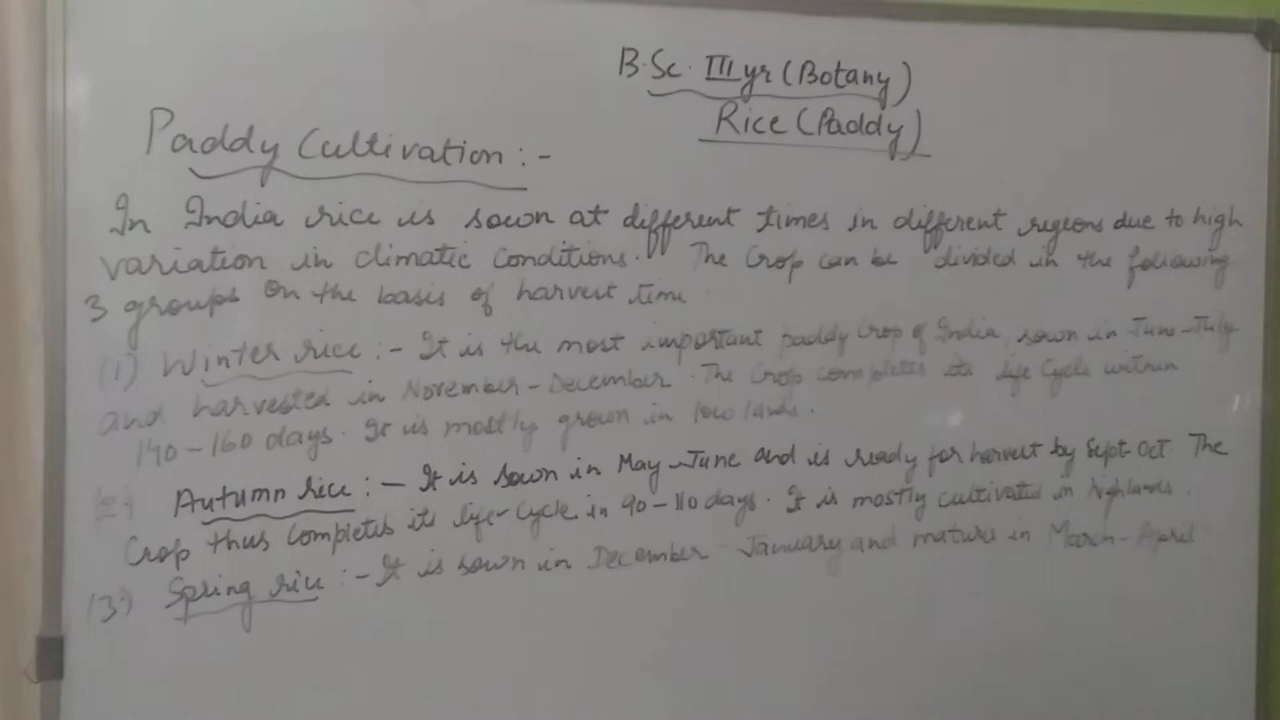 B.Sc. III yr (Botany)
Rice (Paddy)
Paddy Cultivation :-
In India rice is sown at different times in different regions due to high
variation in climatic conditions. The Crop can be divided in the following
3 groups on the basis of harvest time
(1) Winter rice :- It is the most important paddy crop of India sown in June-July
and harvested in November - December. The Crop completes its life Cycle within
140-160 days. It is mostly grown in low lands.
(2) Autumn rice :- It is sown in May-June and is ready for harvest by Sept-Oct The
Crop thus Completes its life-Cycle in 90-110 days. It is mostly cultivated in highlands.
(3) Spring rice :- It is sown in December January and mature in March-April